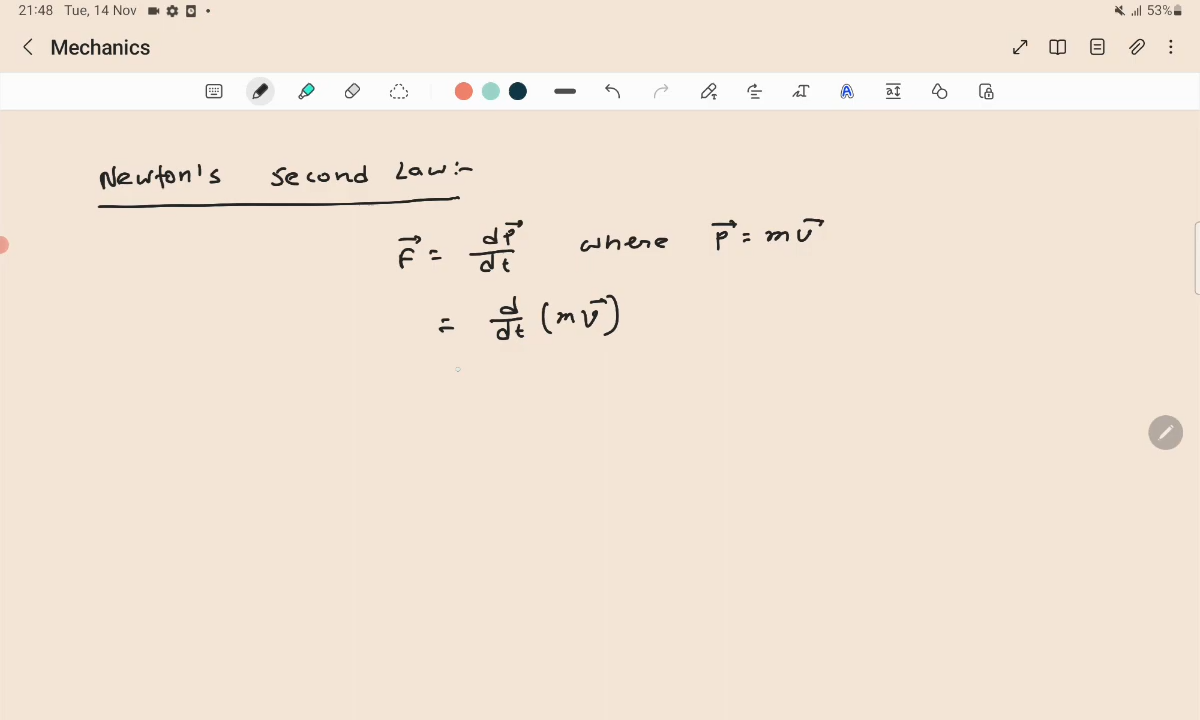 21:48 Tue, 14 Nov 53%
Mechanics
Newton's Second Law :-
F⃗ = dp⃗/dt where p⃗ = mv⃗
= d/dt (mv⃗)